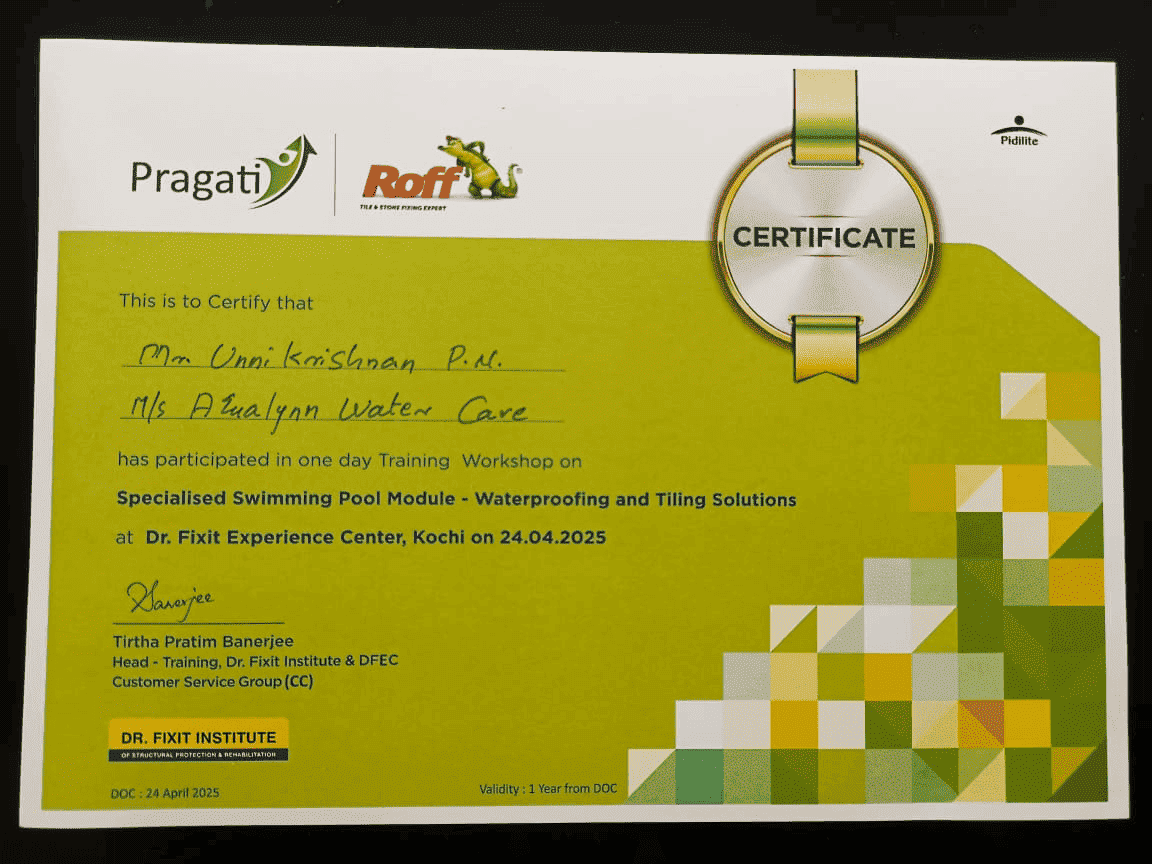 Pragati
Roff
TILE & STONE FIXING EXPERT
Pidilite
CERTIFICATE
This is to Certify that
Mr Unnikrishnan P.N.
M/s Water Care
has participated in one day Training Workshop on
Specialised Swimming Pool Module - Waterproofing and Tiling Solutions
at Dr. Fixit Experience Center, Kochi on 24.04.2025
Banerjee
Tirtha Pratim Banerjee
Head - Training, Dr. Fixit Institute & DFEC
Customer Service Group (CC)
DR. FIXIT INSTITUTE
OF STRUCTURAL PROTECTION & REHABILITATION
DOC : 24 April 2025
Validity : 1 Year from DOC